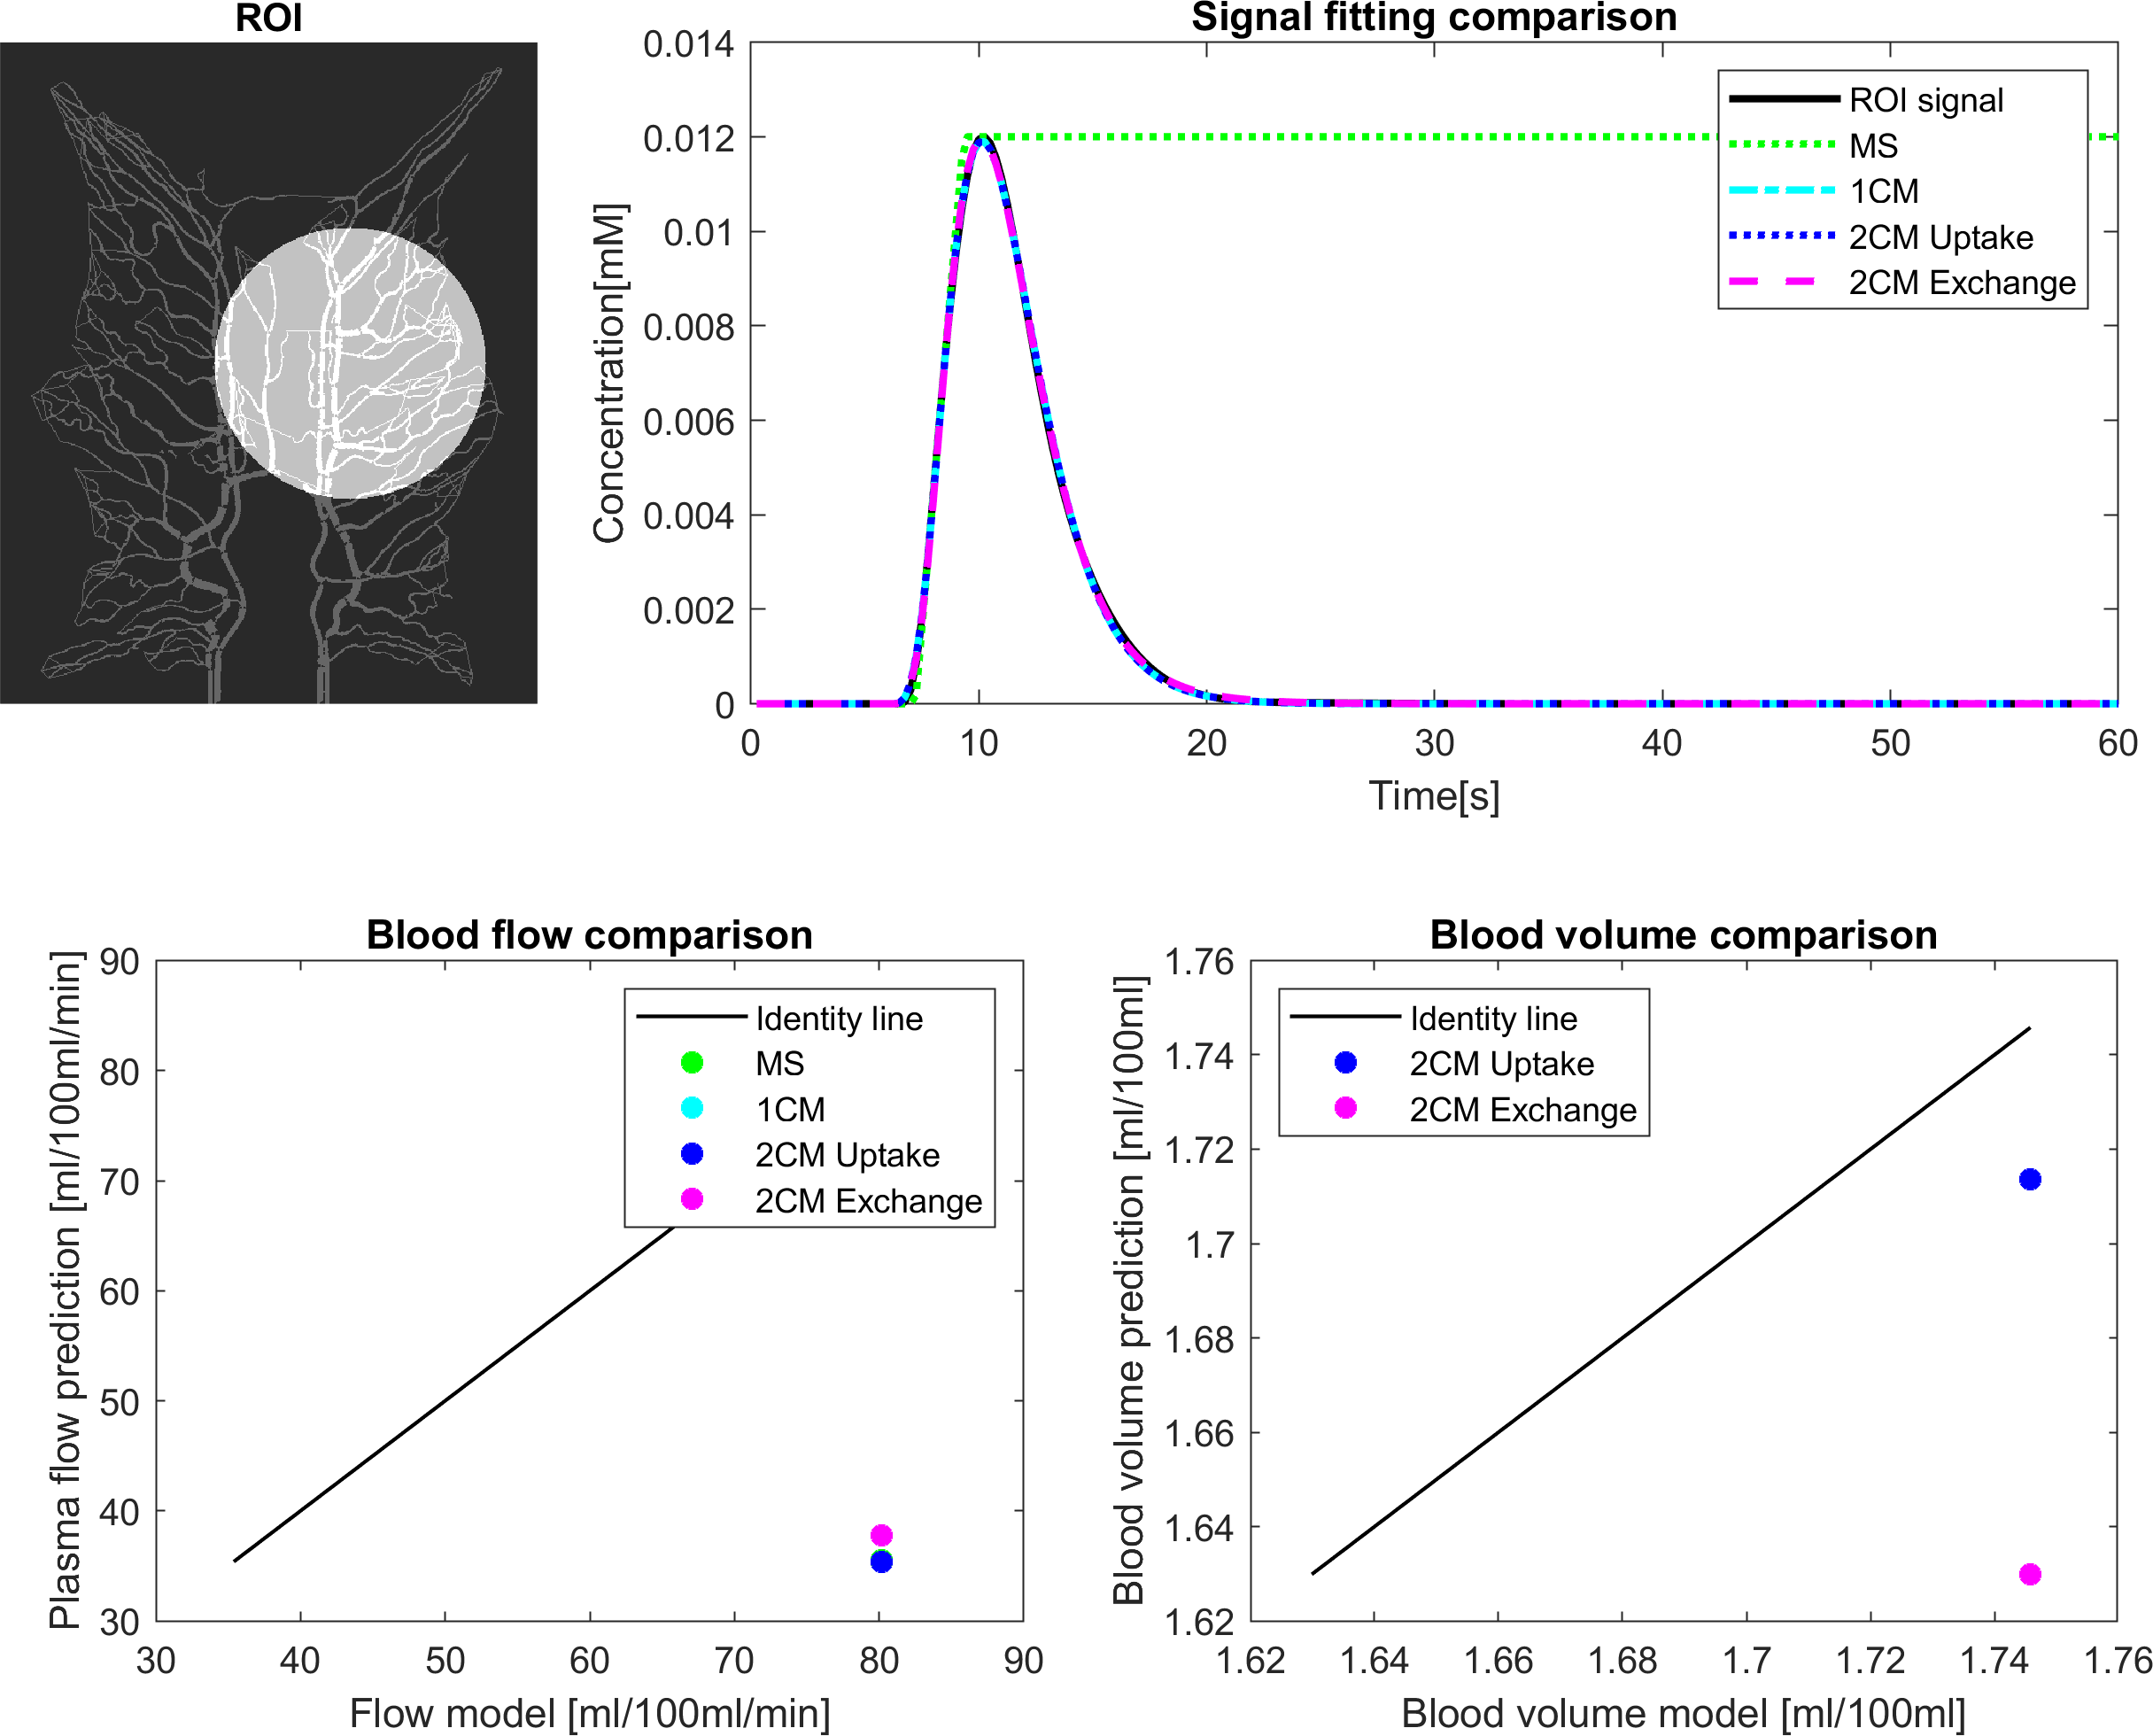 ROI
Signal fitting comparison
0.014
0.012
0.01
0.008
0.006
0.004
0.002
0
Concentration[mM]
ROI signal
MS
1CM
2CM Uptake
2CM Exchange
0 10 20 30 40 50 60
Time[s]
Blood flow comparison
90
80
70
60
50
40
30
Plasma flow prediction [ml/100ml/min]
Identity line
MS
1CM
2CM Uptake
2CM Exchange
30 40 50 60 70 80 90
Flow model [ml/100ml/min]
Blood volume comparison
1.76
1.74
1.72
1.7
1.68
1.66
1.64
1.62
Blood volume prediction [ml/100ml]
Identity line
2CM Uptake
2CM Exchange
1.62 1.64 1.66 1.68 1.7 1.72 1.74 1.76
Blood volume model [ml/100ml]